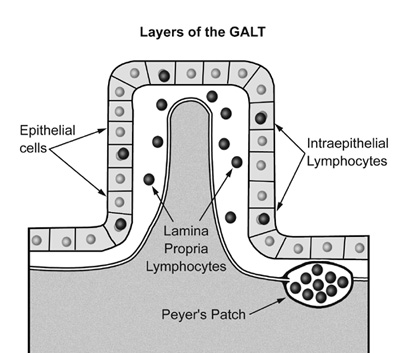 Layers of the GALT
Epithelial
cells
Intraepithelial
Lymphocytes
Lamina
Propria
Lymphocytes
Peyer's Patch